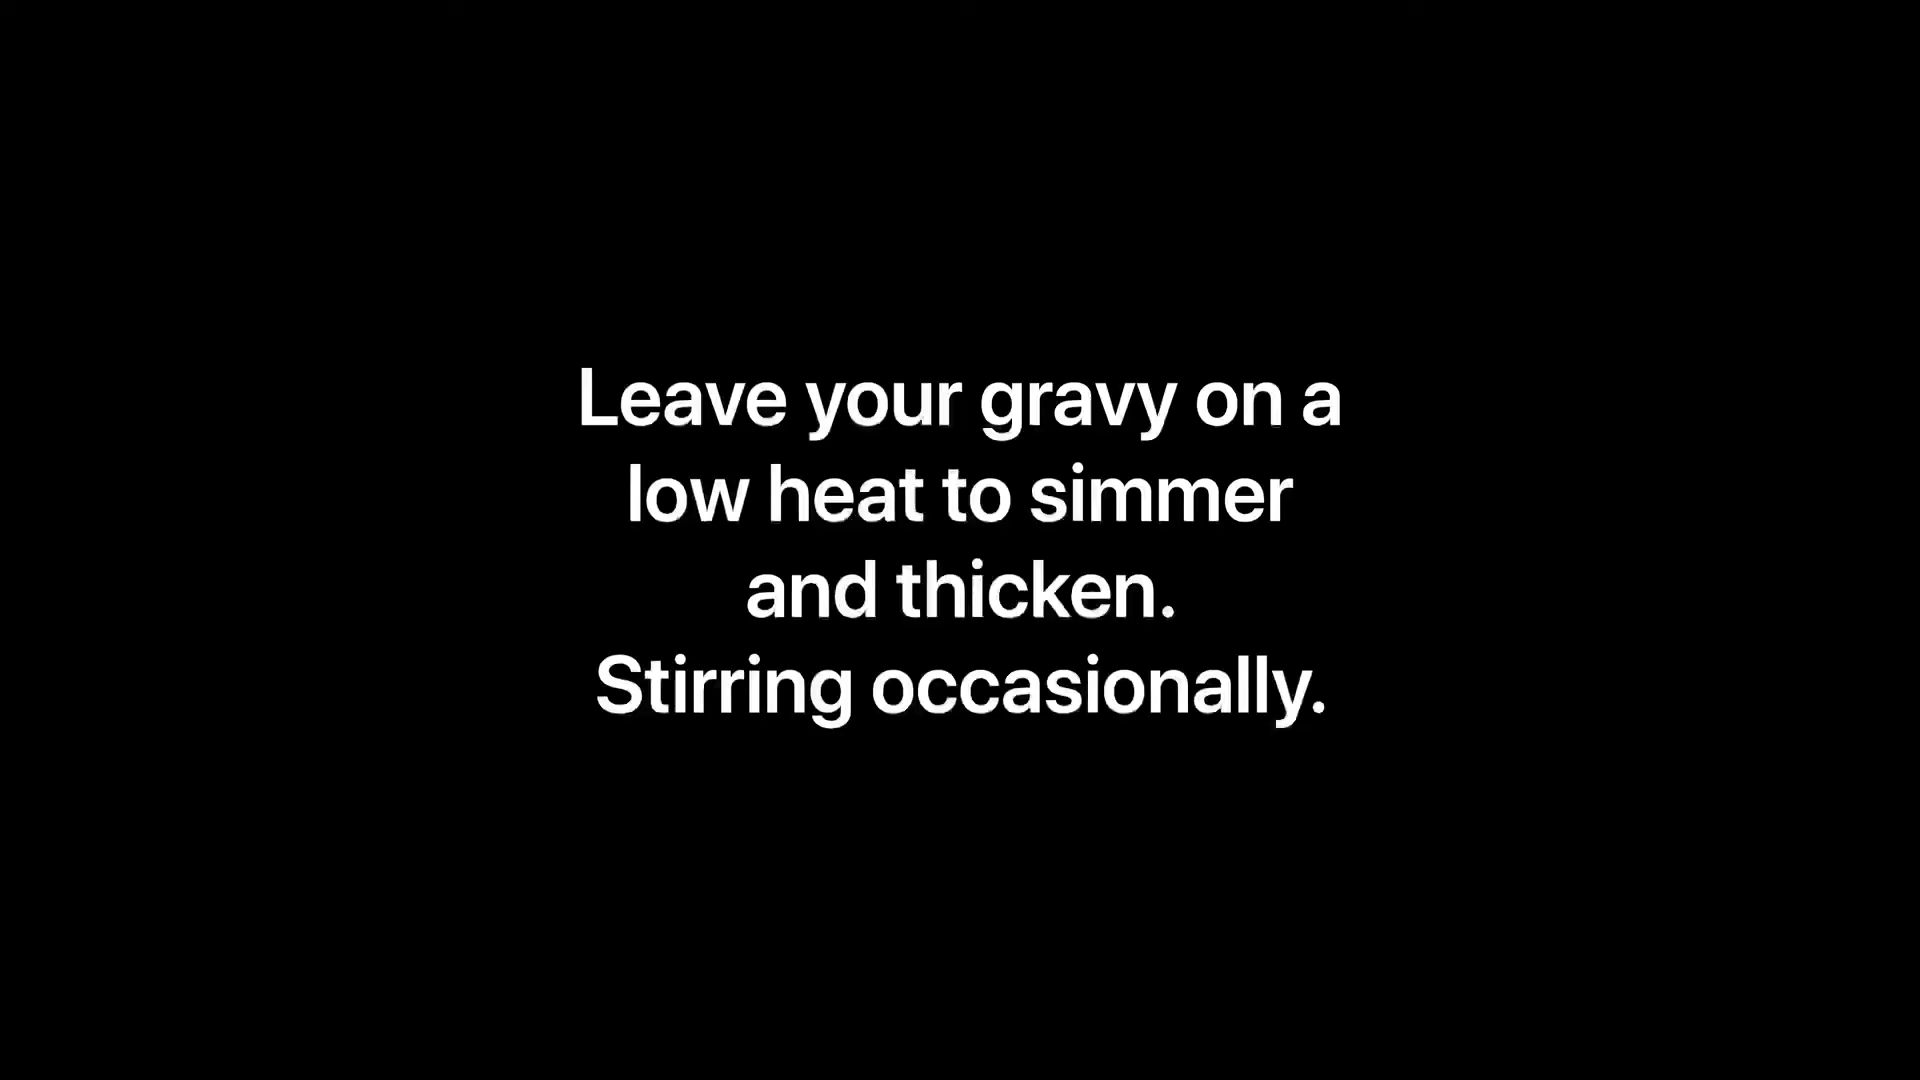 Leave your gravy on a
low heat to simmer
and thicken.
Stirring occasionally.